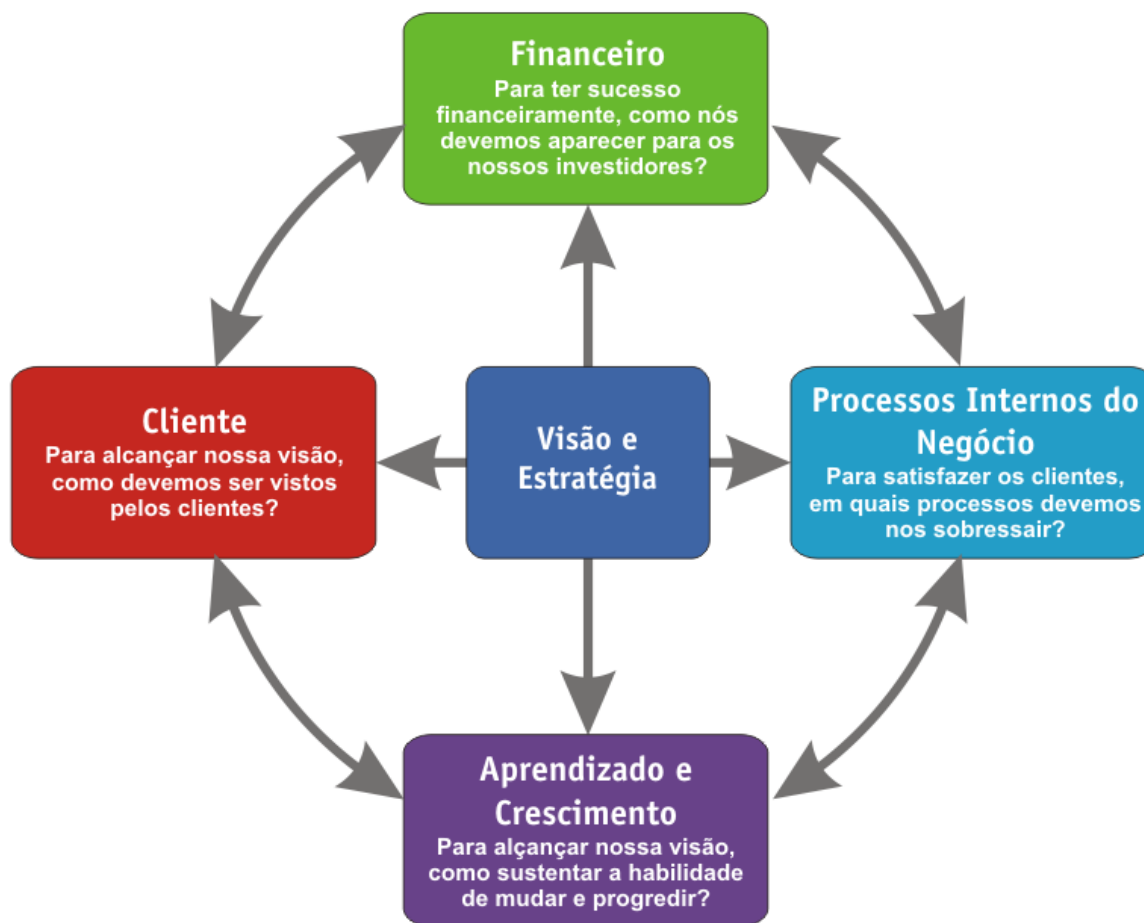 Financeiro
Para ter sucesso
financeiramente, como nós
devemos aparecer para os
nossos investidores?
Cliente
Para alcançar nossa visão,
como devemos ser vistos
pelos clientes?
Visão e
Estratégia
Processos Internos do
Negócio
Para satisfazer os clientes,
em quais processos devemos
nos sobressair?
Aprendizado e
Crescimento
Para alçançar nossa visão,
como sustentar a habilidade
de mudar e progredir?